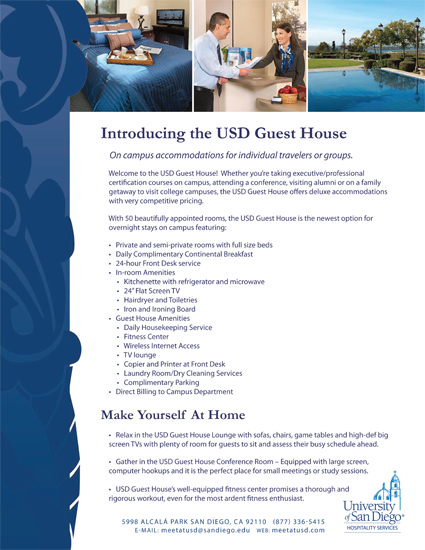 Introducing the USD Guest House
On campus accommodations for individual travelers or groups.
Welcome to the USD Guest House! Whether you're taking executive/professional
certification courses on campus, attending a conference, visiting alumni or on a family
getaway to visit college campuses, the USD Guest House offers deluxe accommodations
with very competitive pricing.
With 50 beautifully appointed rooms, the USD Guest House is the newest option for
overnight stays on campus featuring:
• Private and semi-private rooms with full size beds
• Daily Complimentary Continental Breakfast
• 24-hour Front Desk service
• In-room Amenities
• Kitchenette with refrigerator and microwave
• 24" Flat Screen TV
• Hairdryer and Toiletries
• Iron and Ironing Board
• Guest House Amenities
• Daily Housekeeping Service
• Fitness Center
• Wireless Internet Access
• TV lounge
• Copier and Printer at Front Desk
• Laundry Room/Dry Cleaning Services
• Complimentary Parking
• Direct Billing to Campus Department
Make Yourself At Home
• Relax in the USD Guest House Lounge with sofas, chairs, game tables and high-def big
screen TVs with plenty of room for guests to sit and assess their busy schedule ahead.
• Gather in the USD Guest House Conference Room – Equipped with large screen,
computer hookups and it is the perfect place for small meetings or study sessions.
• USD Guest House's well-equipped fitness center promises a thorough and
rigorous workout, even for the most ardent fitness enthusiast.
5998 ALCALÁ PARK SAN DIEGO, CA 92110 (877) 336-5415
E-MAIL: meetatusd@sandiego.edu WEB: meetatusd.com
University
of San Diego®
HOSPITALITY SERVICES